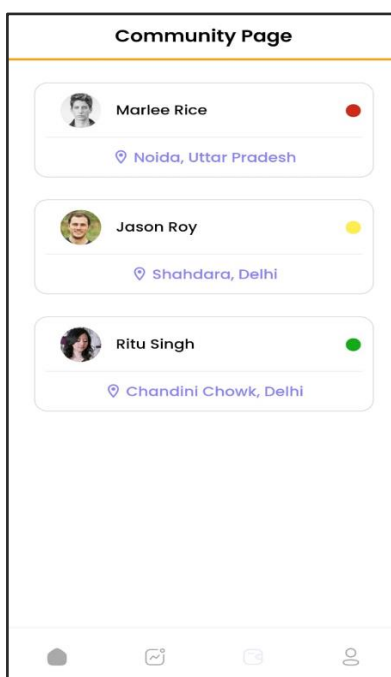 Community Page
Marlee Rice
Noida, Uttar Pradesh
Jason Roy
Shahdara, Delhi
Ritu Singh
Chandini Chowk, Delhi